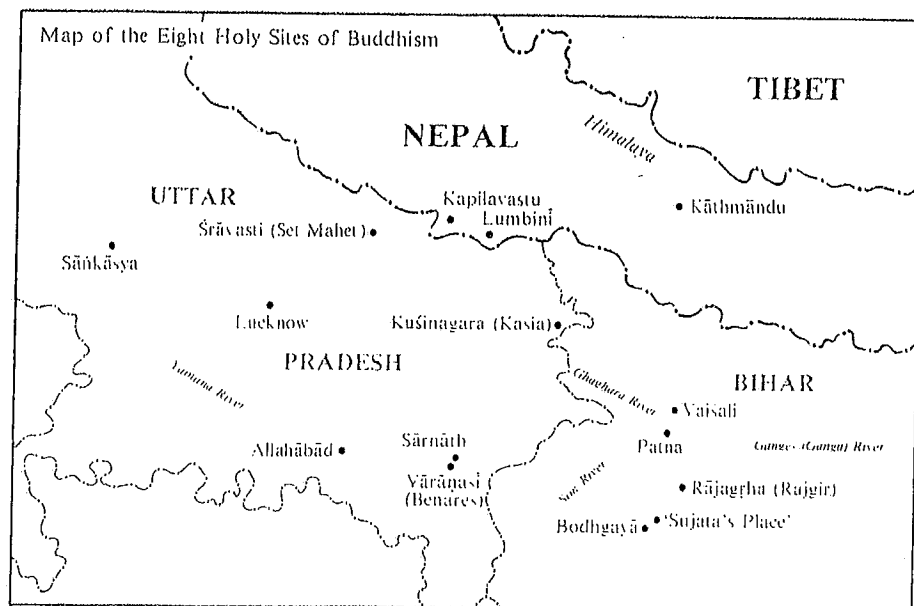 Map of the Eight Holy Sites of Buddhism
TIBET
Himalaya
NEPAL
Kāthmāndu
Kapilavastu
Lumbinī
UTTAR
Śrāvasti (Set Mahet)
Sāṅkāsya
Lucknow
Kuśinagara (Kasia)
PRADESH
Yamuna River
Ghaghara River
BIHAR
Vaiśali
Patna
Ganges (Ganga) River
Allahābād
Sārnāth
Vārāṇasi
(Benares)
Son River
Rājagṛha (Rajgir)
Bodhgayā
'Sujata's Place'